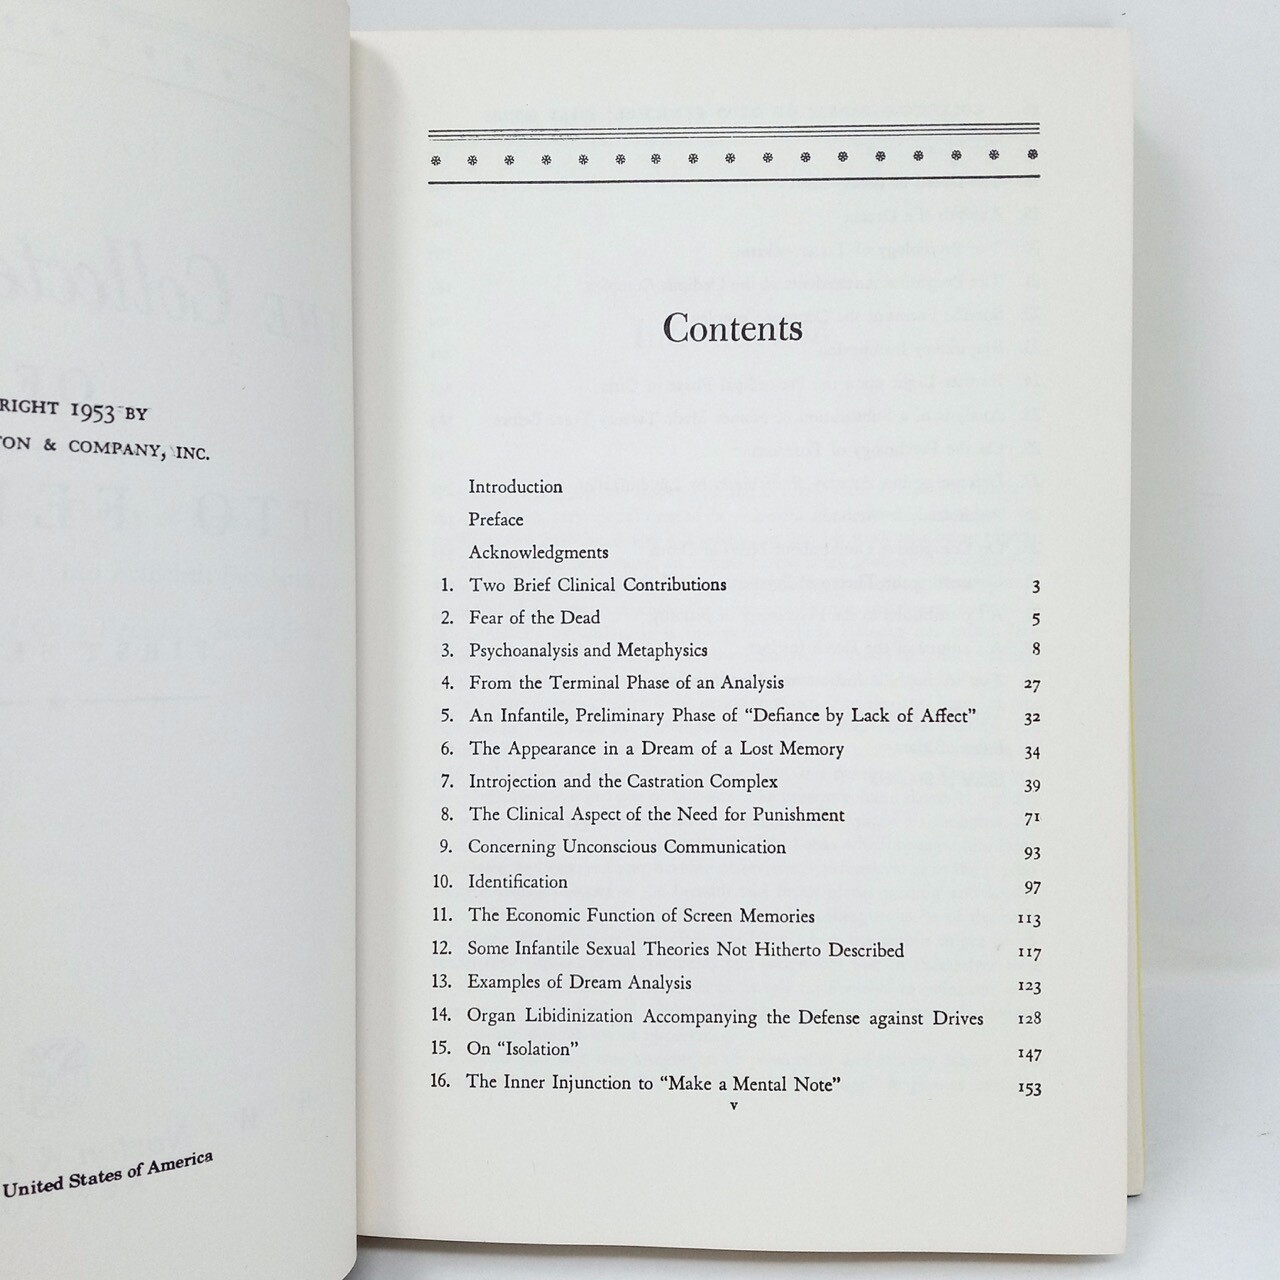 RIGHT 1953 BY
TON & COMPANY, INC.
United States of America
Contents
Introduction
Preface
Acknowledgments
1. Two Brief Clinical Contributions 3
2. Fear of the Dead 5
3. Psychoanalysis and Metaphysics 8
4. From the Terminal Phase of an Analysis 27
5. An Infantile, Preliminary Phase of “Defiance by Lack of Affect” 32
6. The Appearance in a Dream of a Lost Memory 34
7. Introjection and the Castration Complex 39
8. The Clinical Aspect of the Need for Punishment 71
9. Concerning Unconscious Communication 93
10. Identification 97
11. The Economic Function of Screen Memories 113
12. Some Infantile Sexual Theories Not Hitherto Described 117
13. Examples of Dream Analysis 123
14. Organ Libidinization Accompanying the Defense against Drives 128
15. On “Isolation” 147
16. The Inner Injunction to “Make a Mental Note” 153
v